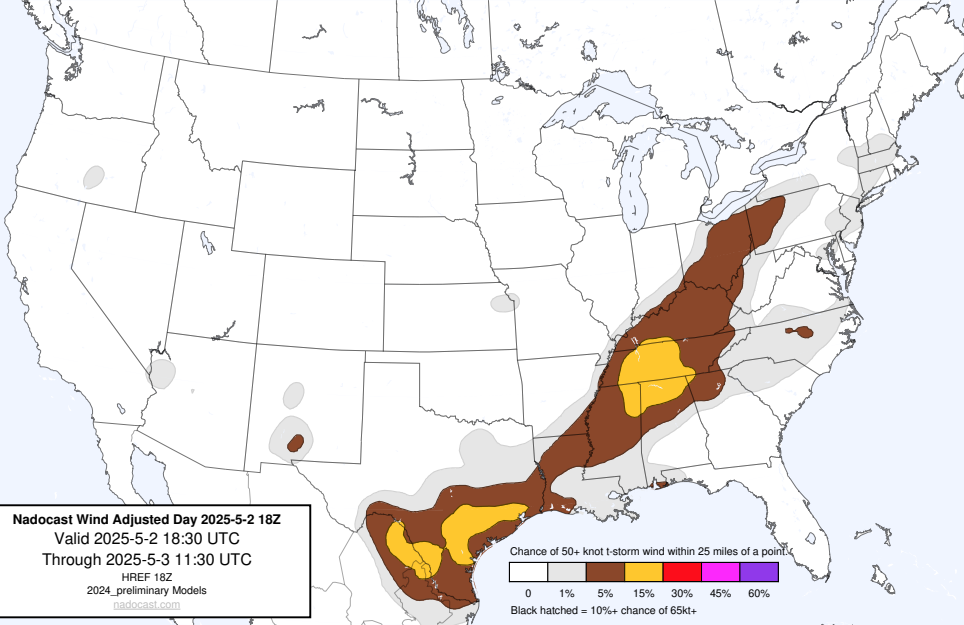 Nadocast Wind Adjusted Day 2025-5-2 18Z
Valid 2025-5-2 18:30 UTC
Through 2025-5-3 11:30 UTC
HREF 18Z
2024_preliminary Models
nadocast.com
Chance of 50+ knot t-storm wind within 25 miles of a point.
0 1% 5% 15% 30% 45% 60%
Black hatched = 10%+ chance of 65kt+